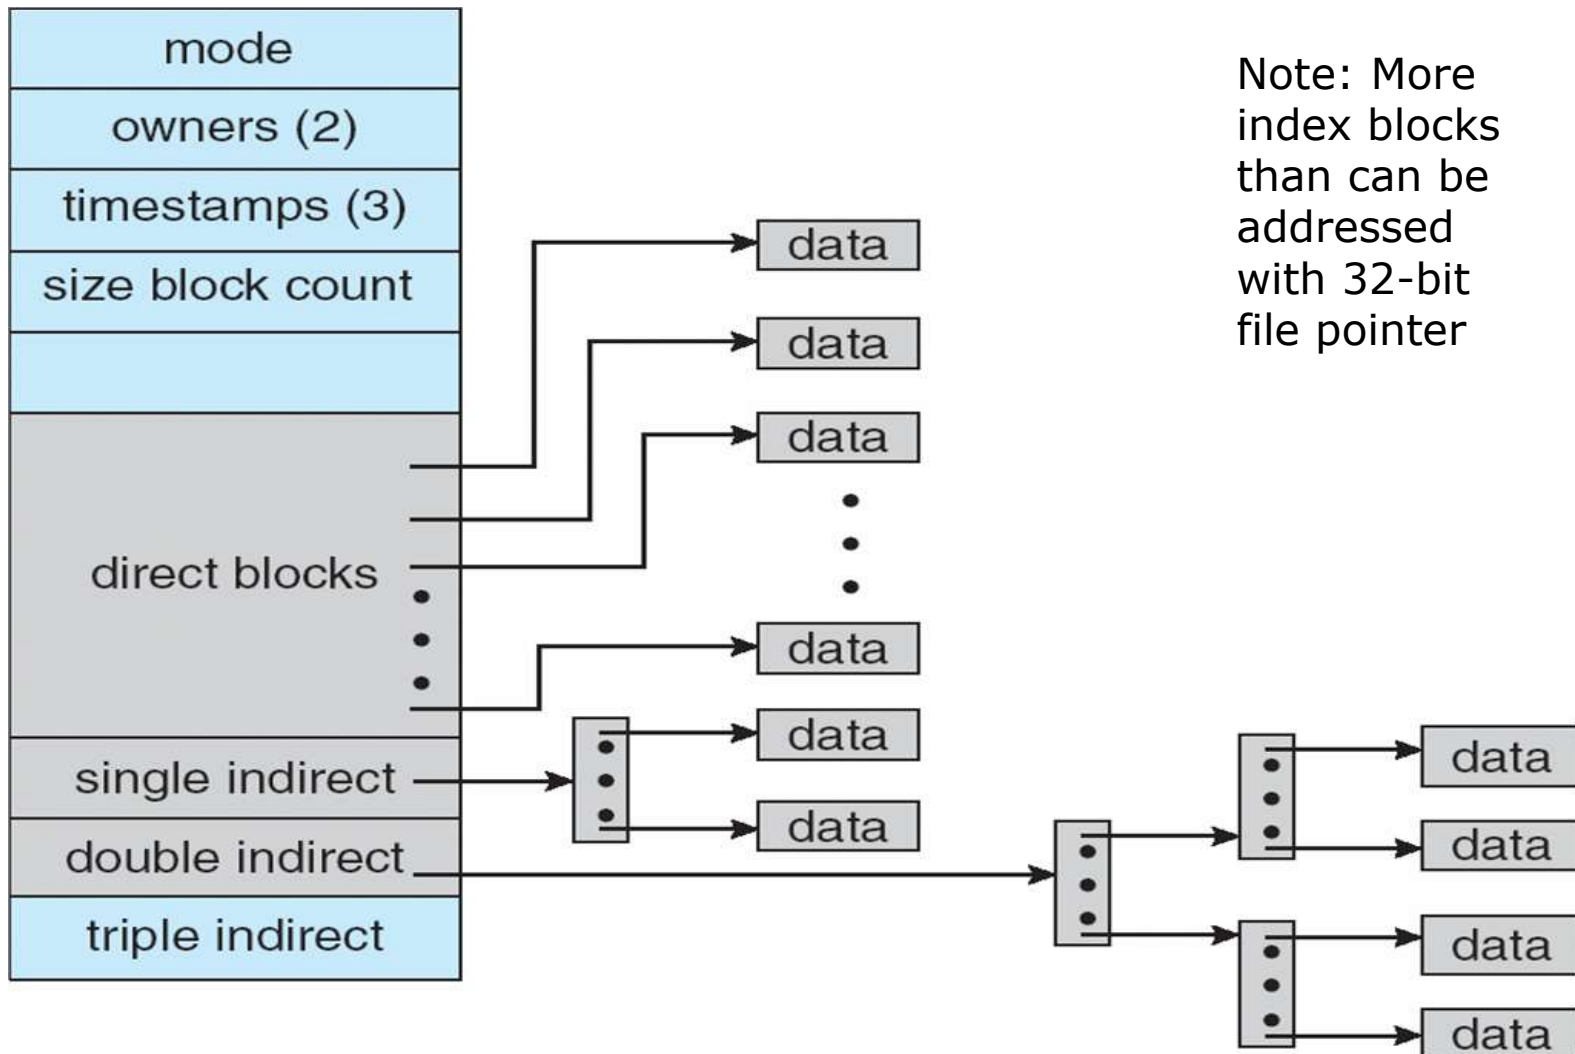 mode
owners (2)
timestamps (3)
size block count
direct blocks
single indirect
double indirect
triple indirect
data
data
data
data
data
data
data
data
data
data
Note: More
index blocks
than can be
addressed
with 32-bit
file pointer